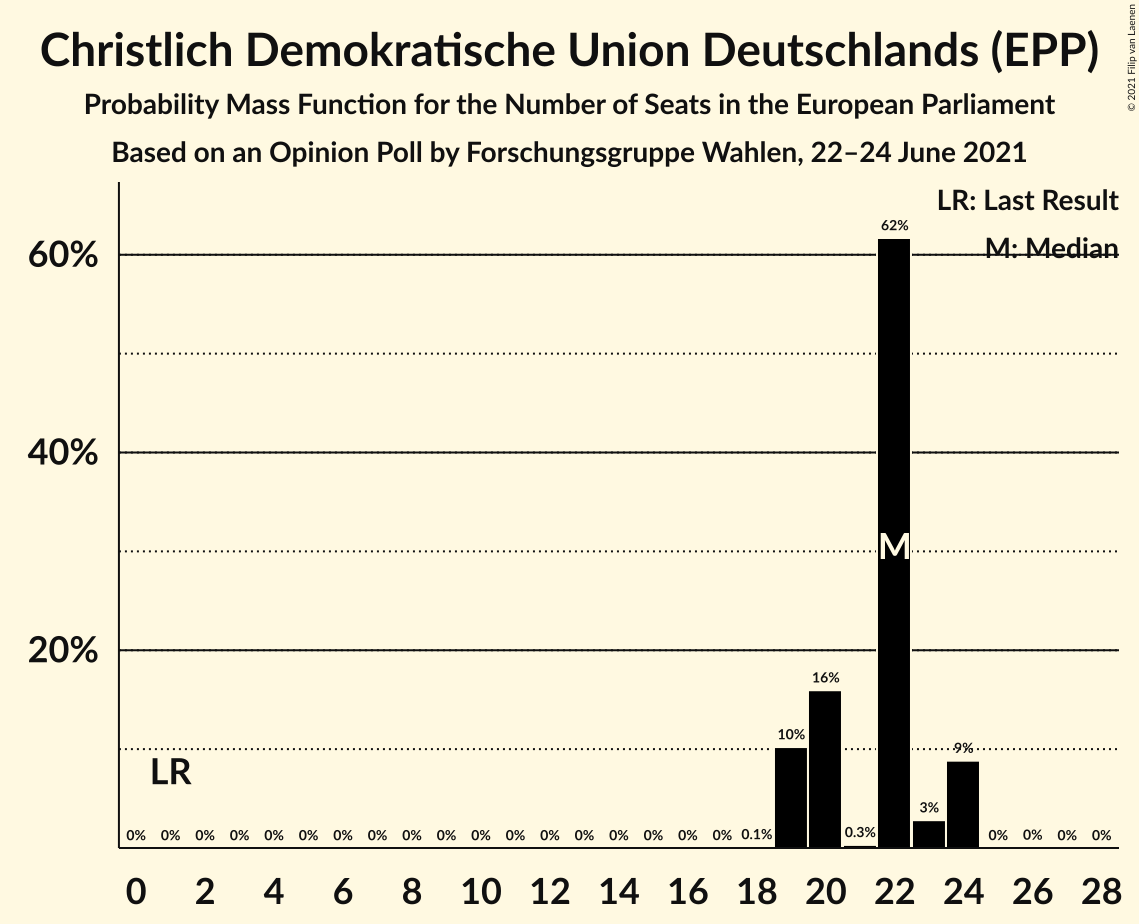 Christlich Demokratische Union Deutschlands (EPP)
Probability Mass Function for the Number of Seats in the European Parliament
Based on an Opinion Poll by Forschungsgruppe Wahlen, 22–24 June 2021
© 2021 Filip van Laenen
LR: Last Result
M: Median
60%
40%
20%
62%
M
16%
10%
9%
LR
3%
0% 0% 0% 0% 0% 0% 0% 0% 0% 0% 0% 0% 0% 0% 0% 0% 0% 0% 0.1% 0.3% 0% 0% 0% 0%
0 2 4 6 8 10 12 14 16 18 20 22 24 26 28